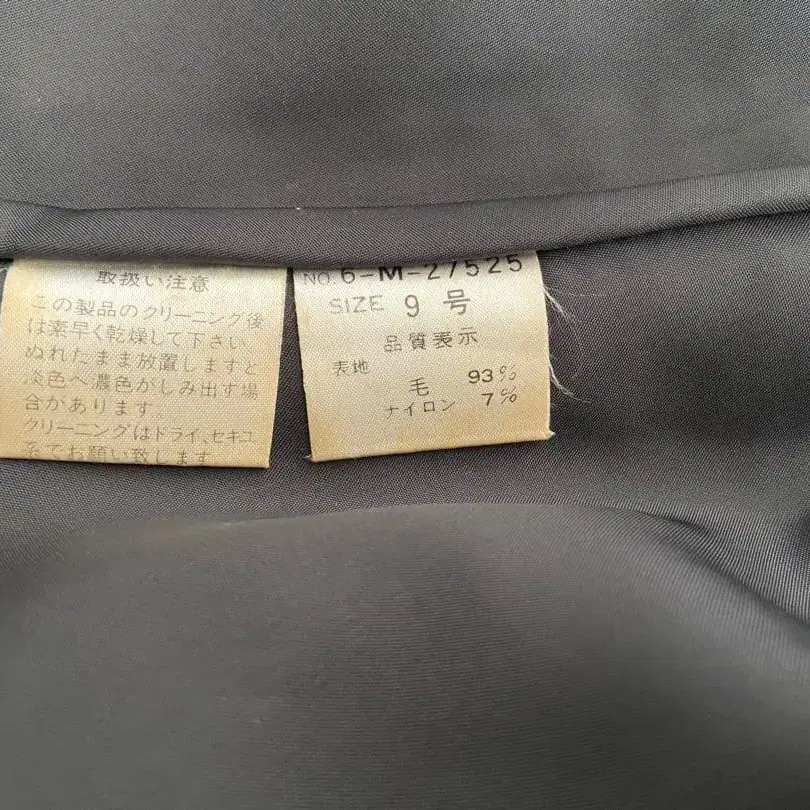 取扱い注意
この製品のクリーニング後
は素早く乾燥して下さい
ぬれたまま放置しますと
淡色へ濃色がしみ出す場
合があります
クリーニングはドライ、セキユ
系でお願い致します
NO. 6-M-27525
SIZE 9 号
品質表示
表地
毛 93%
ナイロン 7%